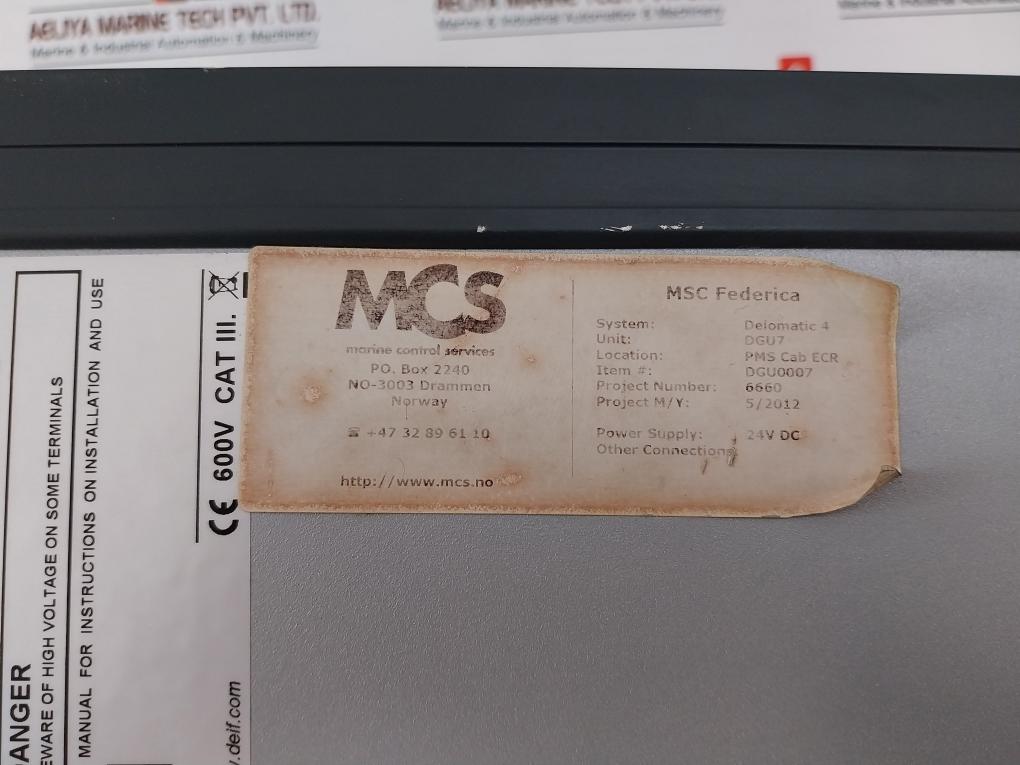 AEUYA MARINE TECH PVT. LTD.
Marine & Industrial Automation & Machinery
MCS
marine control services
PO. Box 2240
NO-3003 Drammen
Norway
☎ +47 32 89 61 10
http://www.mcs.no
MSC Federica
System: Delomatic 4
Unit: DGU7
Location: PMS Cab ECR
Item #: DGU0007
Project Number: 6660
Project M/Y: 5/2012
Power Supply: 24V DC
Other Connection
ANGER
EWARE OF HIGH VOLTAGE ON SOME TERMINALS
MANUAL FOR INSTRUCTIONS ON INSTALLATION AND USE
CE 600V CAT III.
.deif.com